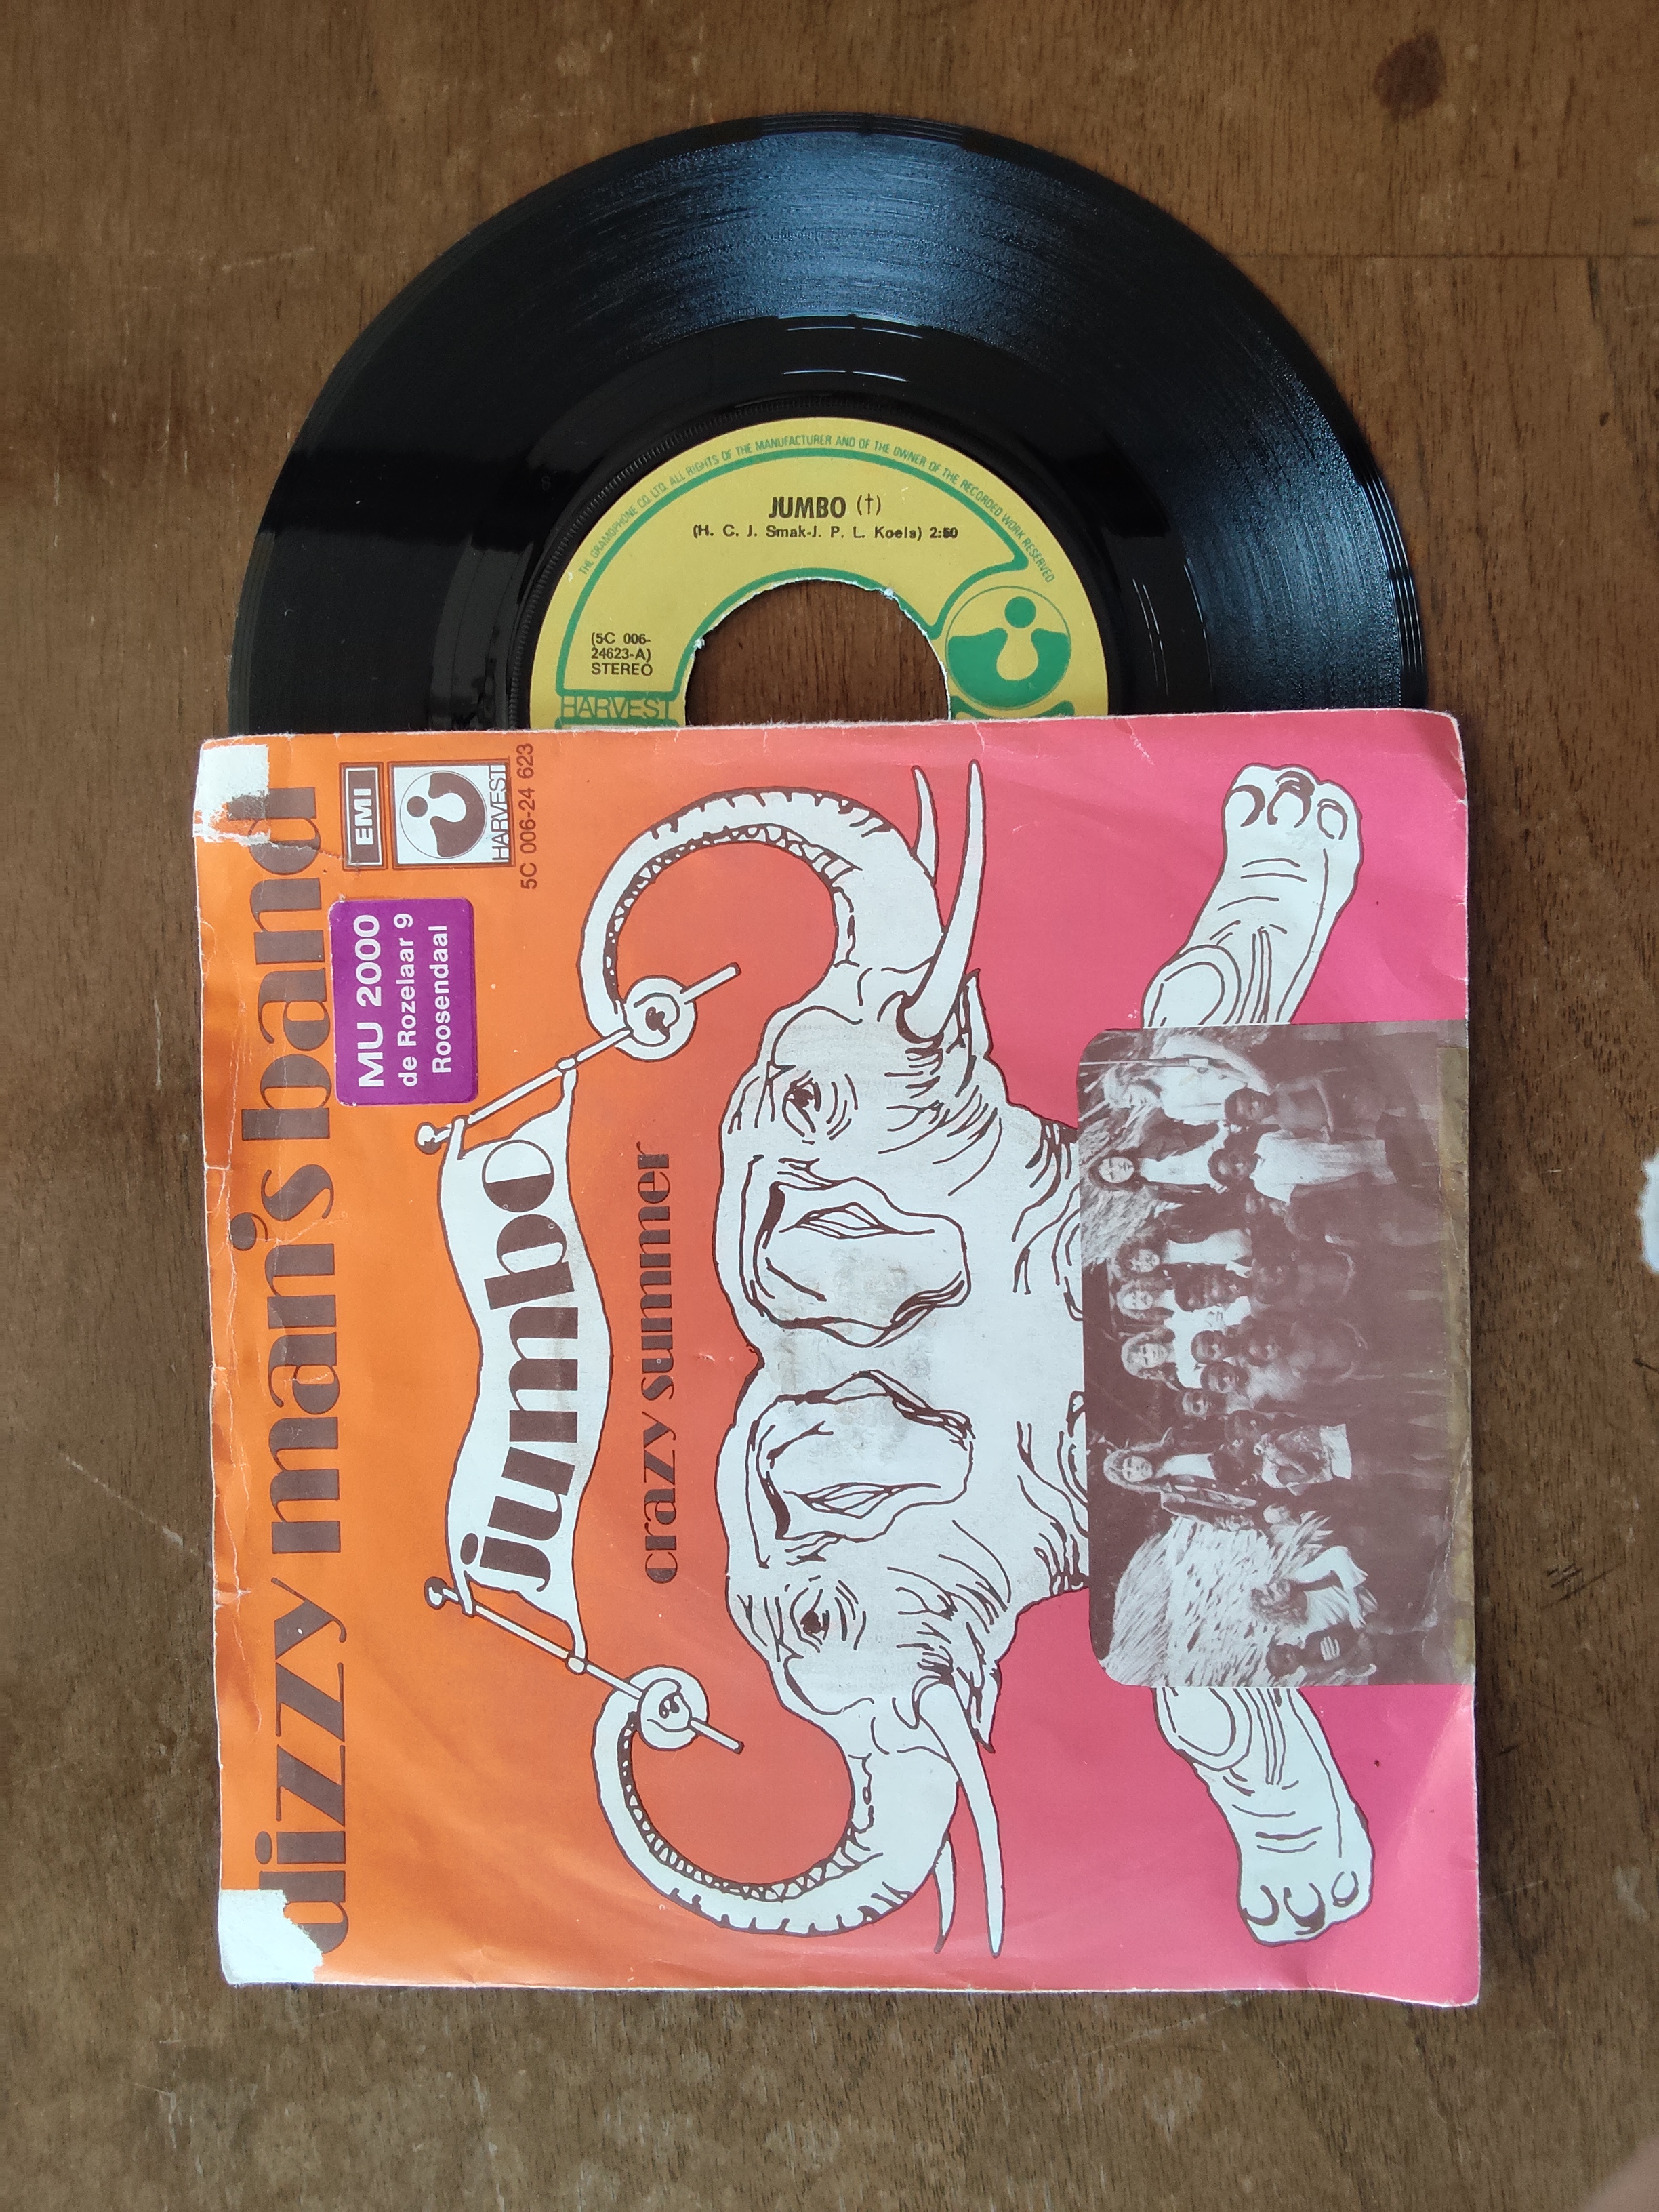 THE GRAMOPHONE CO. LTD. ALL RIGHTS OF THE MANUFACTURER AND OF THE OWNER OF THE RECORDED WORK RESERVED
JUMBO (†)
(H. C. J. Smak-J. P. L. Koels) 2:50
(5C 006-
24623-A)
STEREO
HARVEST
dizzy man's band
EMI
HARVEST
5C 006-24 623
MU 2000
de Rozelaar 9
Roosendaal
jumbo
crazy summer